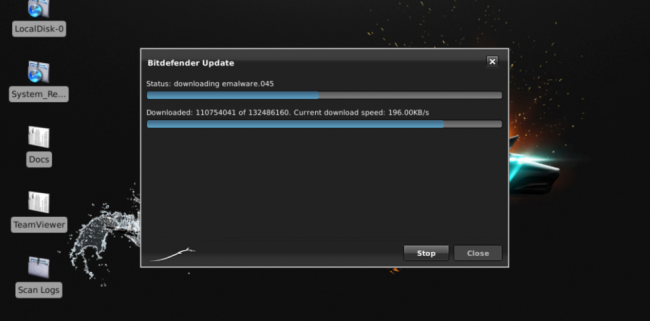 LocalDisk-0
Bitdefender Update
Status: downloading emalware.045
System_Re...
Downloaded: 110754041 of 132486160. Current download speed: 196.00KB/s
Docs
TeamViewer
Stop
Close
Scan Logs